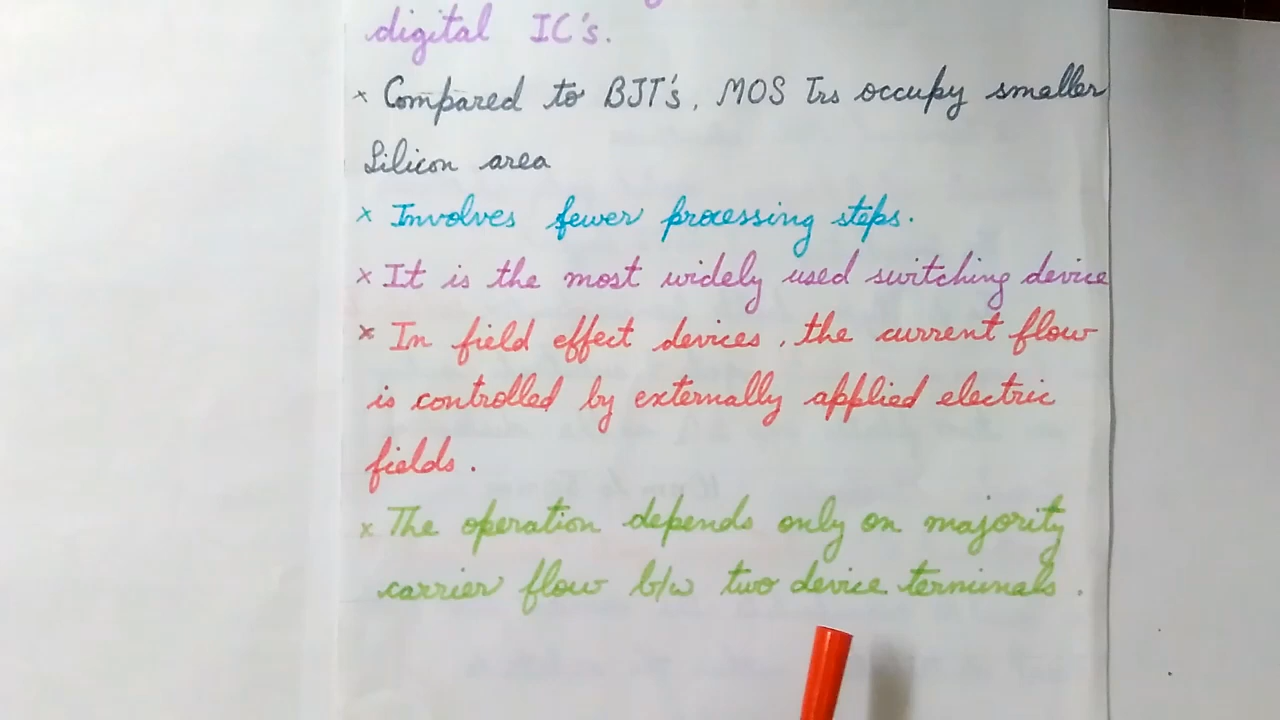 digital IC's.
× Compared to BJT's, MOS Trs occupy smaller
Silicon area
× Involves fewer processing steps.
× It is the most widely used switching device
× In field effect devices, the current flow
is controlled by externally applied electric
fields.
× The operation depends only on majority
carrier flow b/w two device terminals.